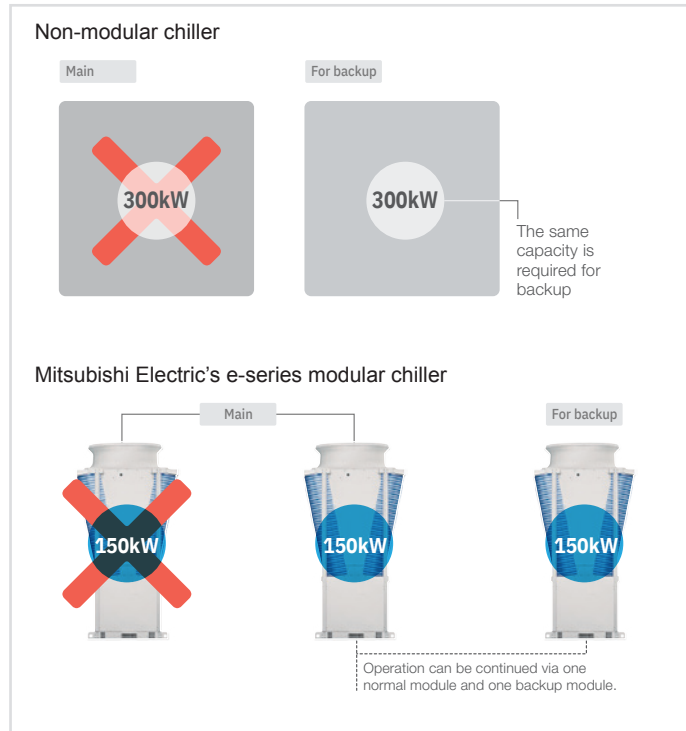 Non-modular chiller
Main
For backup
300kW
300kW
The same
capacity is
required for
backup
Mitsubishi Electric’s e-series modular chiller
Main
For backup
150kW
150kW
150kW
Operation can be continued via one
normal module and one backup module.